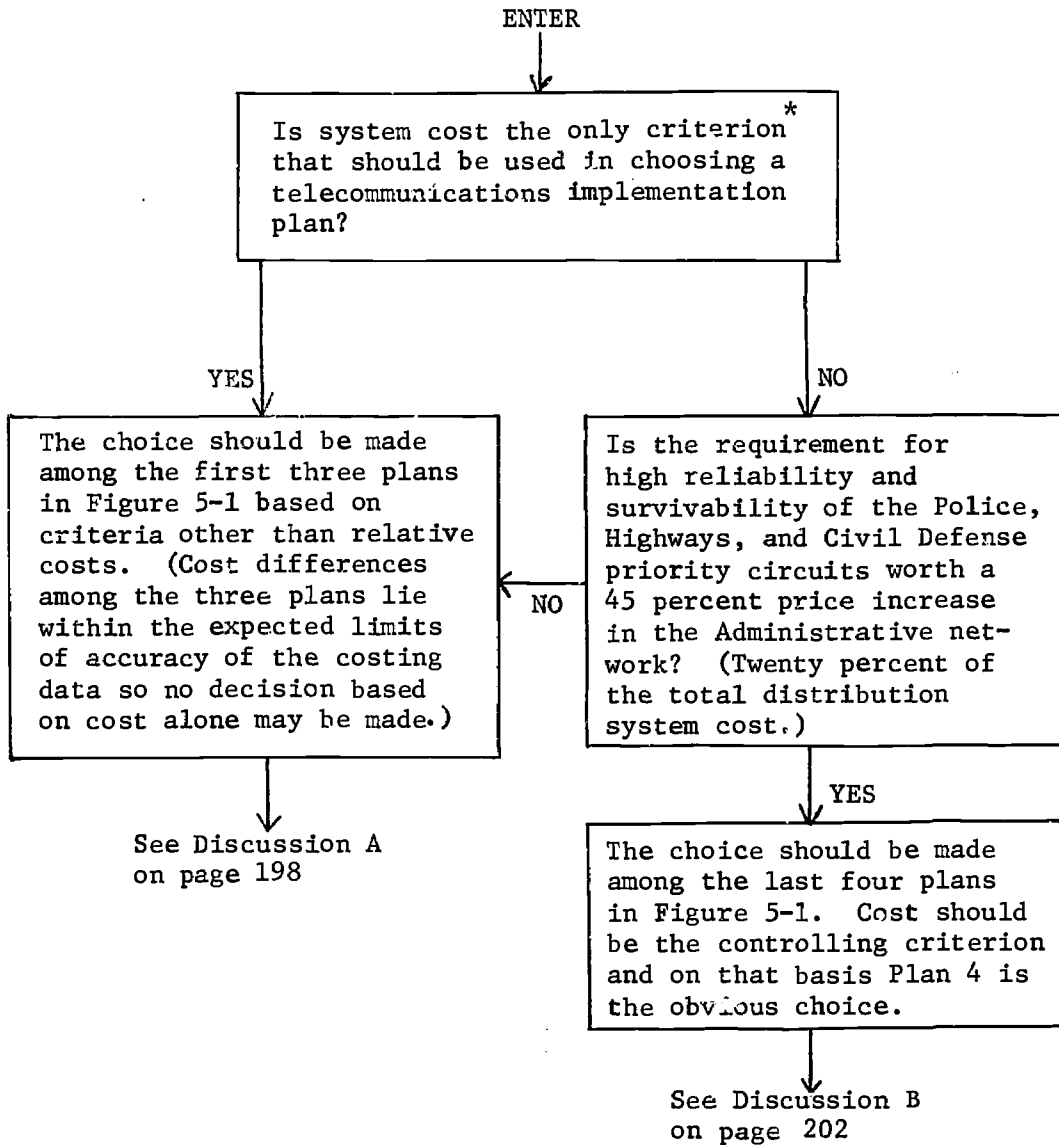 ENTER
Is system cost the only criterion*
that should be used in choosing a
telecommunications implementation
plan?
YES
NO
The choice should be made
among the first three plans
in Figure 5-1 based on
criteria other than relative
costs. (Cost differences
among the three plans lie
within the expected limits
of accuracy of the costing
data so no decision based
on cost alone may be made.)
NO
Is the requirement for
high reliability and
survivability of the Police,
Highways, and Civil Defense
priority circuits worth a
45 percent price increase
in the Administrative net-
work? (Twenty percent of
the total distribution
system cost.)
YES
See Discussion A
on page 198
The choice should be made
among the last four plans
in Figure 5-1. Cost should
be the controlling criterion
and on that basis Plan 4 is
the obvious choice.
See Discussion B
on page 202